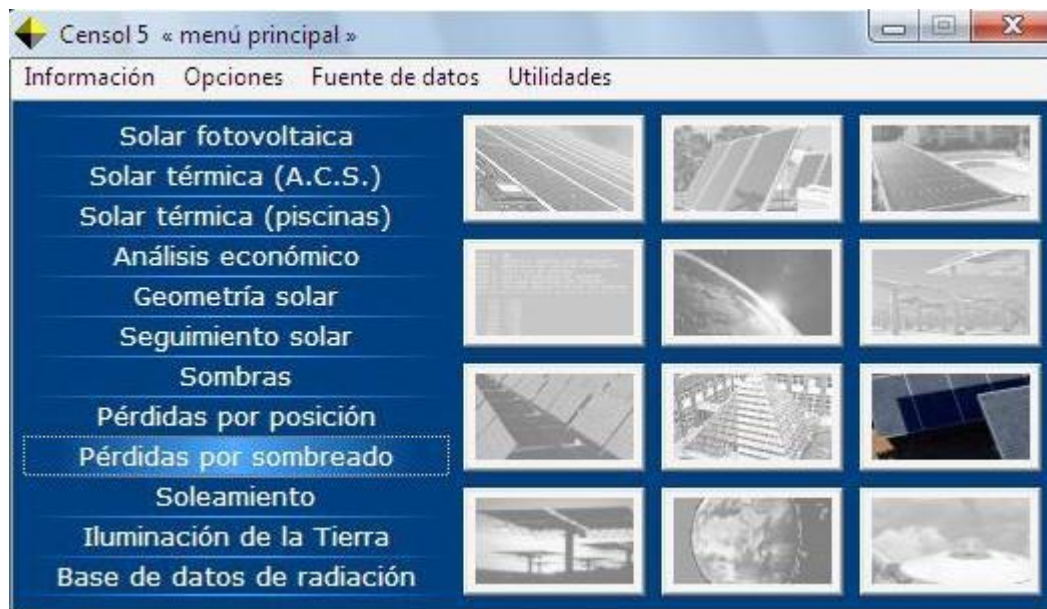 Censol 5 « menú principal »
Información Opciones Fuente de datos Utilidades
Solar fotovoltaica
Solar térmica (A.C.S.)
Solar térmica (piscinas)
Análisis económico
Geometría solar
Seguimiento solar
Sombras
Pérdidas por posición
Pérdidas por sombreado
Soleamiento
Iluminación de la Tierra
Base de datos de radiación